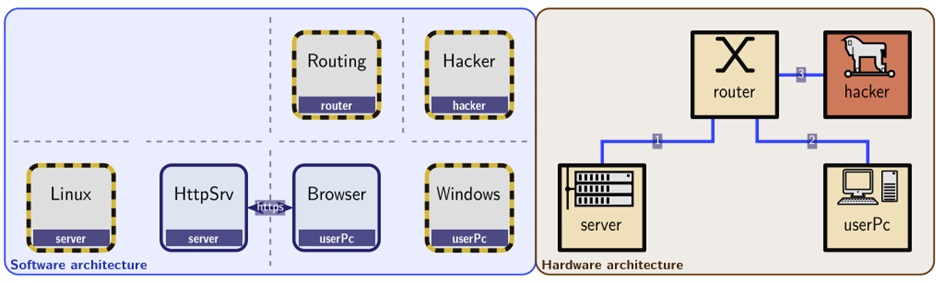 Routing
router
Hacker
hacker
Linux
server
HttpSrv
server
https
Browser
userPc
Windows
userPc
Software architecture
router
3
hacker
1
2
server
userPc
Hardware architecture